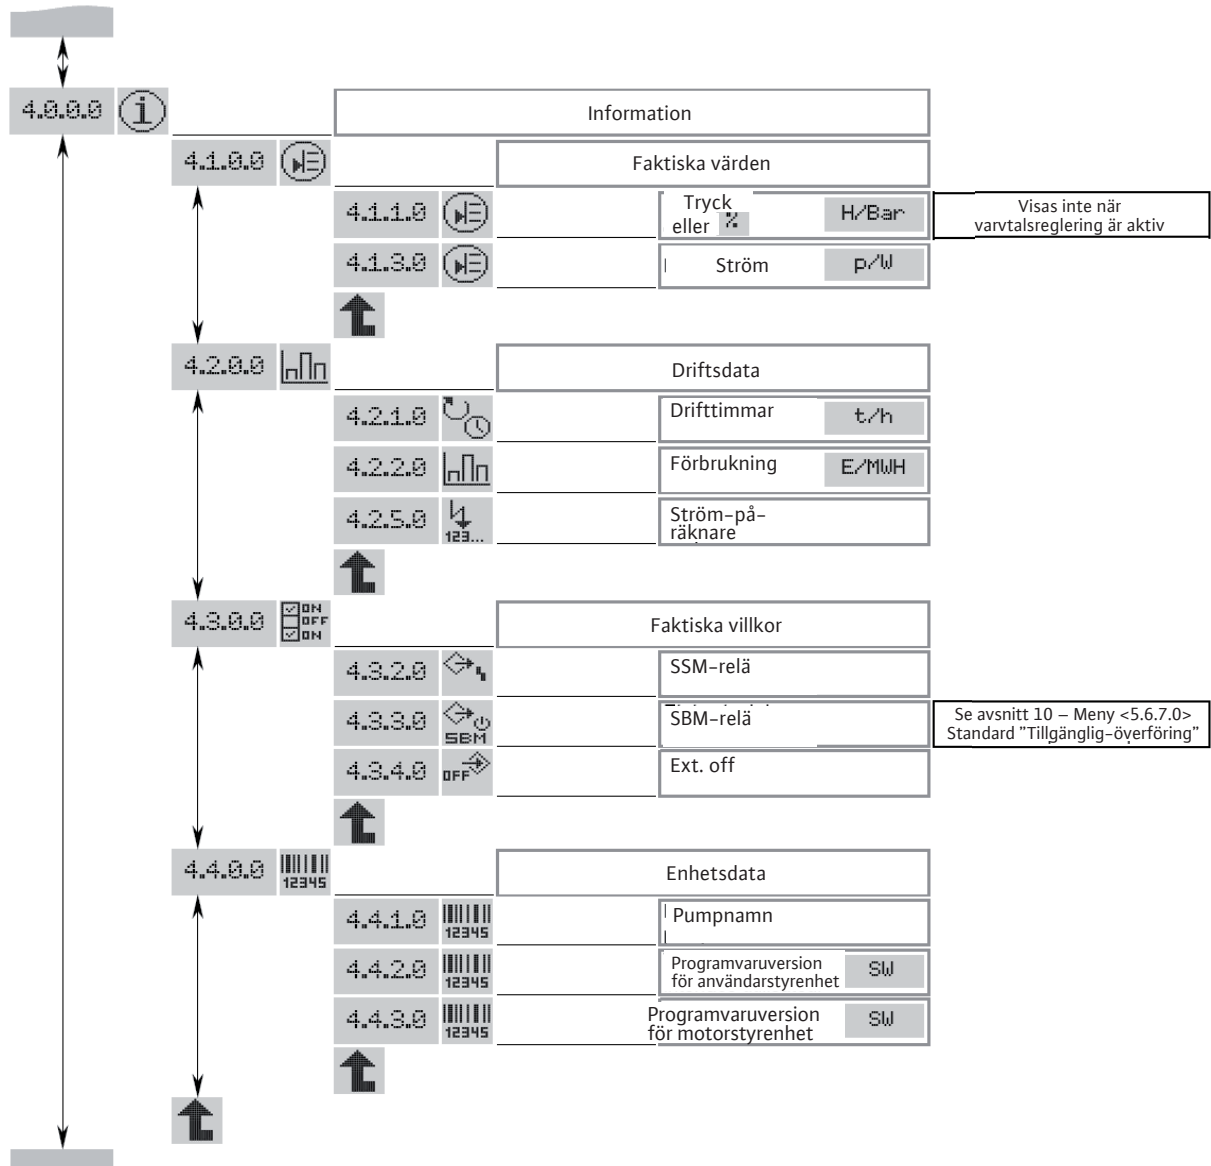 4.0.0.0 i Information
4.1.0.0 Faktiska värden
4.1.1.0 Tryck
eller % H/Bar
Visas inte när
varvtalsreglering är aktiv
4.1.3.0 Ström p/W
4.2.0.0 Driftsdata
4.2.1.0 Drifttimmar t/h
4.2.2.0 Förbrukning E/MWH
4.2.5.0 123... Ström-på-
räknare
4.3.0.0 ON
OFF
ON
Faktiska villkor
4.3.2.0 SSM-relä
4.3.3.0 SBM SBM-relä
Se avsnitt 10 – Meny <5.6.7.0>
Standard "Tillgänglig-överföring"
4.3.4.0 OFF Ext. off
4.4.0.0 12345 Enhetsdata
4.4.1.0 12345 Pumpnamn
4.4.2.0 12345 Programvaruversion
för användarstyrenhet SW
4.4.3.0 12345 Programvaruversion
för motorstyrenhet SW